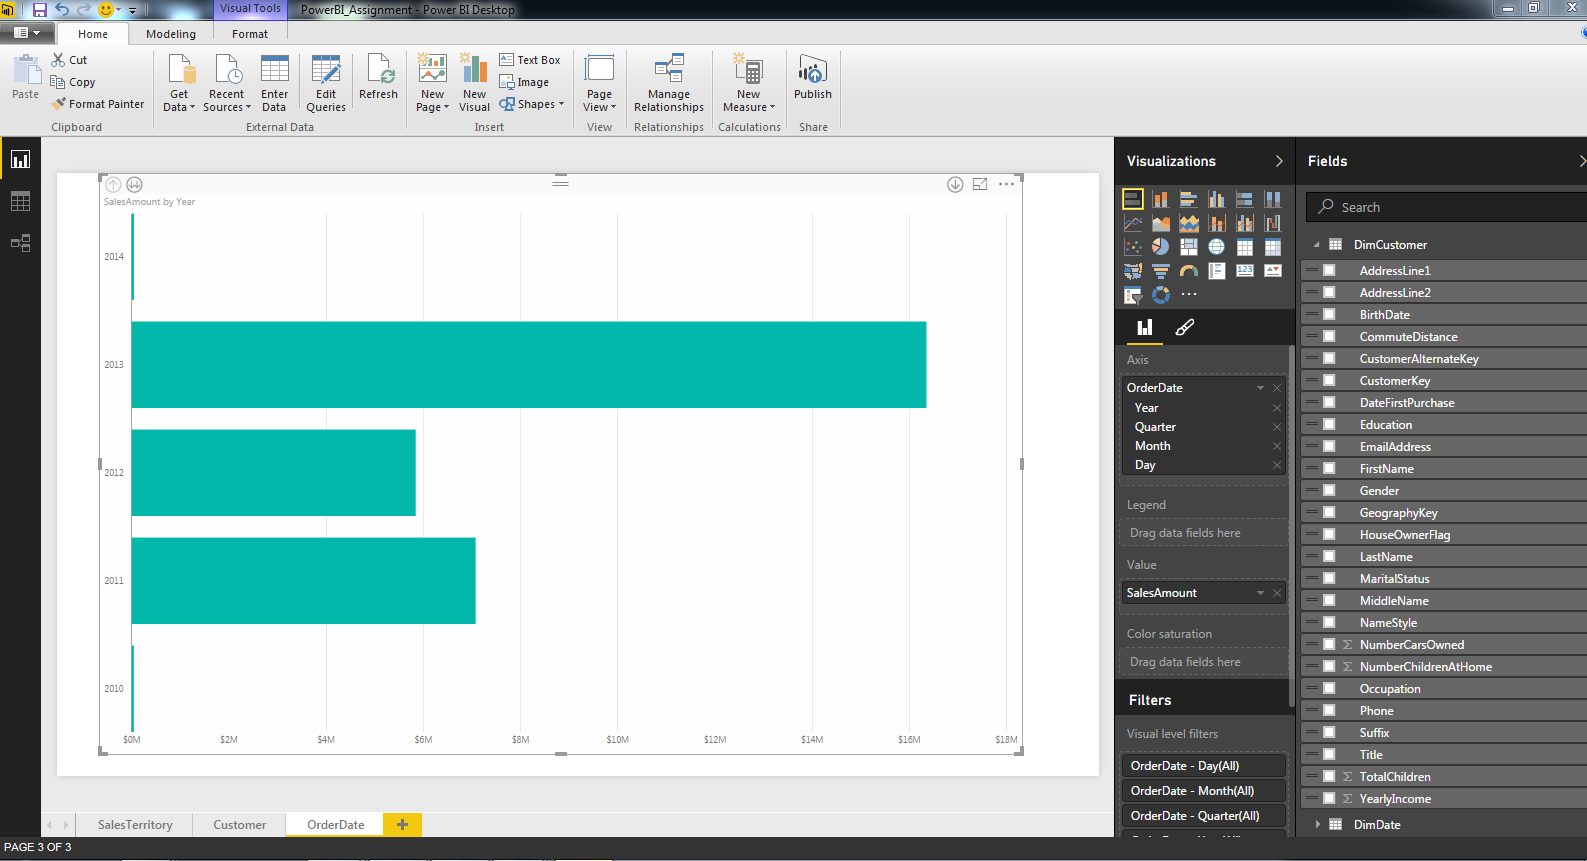 Visual Tools
PowerBI_Assignment - Power BI Desktop
Home
Modeling
Format
Paste
Cut
Copy
Format Painter
Clipboard
Get Data
Recent Sources
Enter Data
Edit Queries
Refresh
External Data
New Page
New Visual
Text Box
Image
Shapes
Insert
Page View
View
Manage Relationships
Relationships
New Measure
Calculations
Publish
Share
SalesAmount by Year
2014
2013
2012
2011
2010
$0M $2M $4M $6M $8M $10M $12M $14M $16M $18M
Visualizations
123
Axis
OrderDate
Year
Quarter
Month
Day
Legend
Drag data fields here
Value
SalesAmount
Color saturation
Drag data fields here
Filters
Visual level filters
OrderDate - Day(All)
OrderDate - Month(All)
OrderDate - Quarter(All)
Fields
Search
DimCustomer
AddressLine1
AddressLine2
BirthDate
CommuteDistance
CustomerAlternateKey
CustomerKey
DateFirstPurchase
Education
EmailAddress
FirstName
Gender
GeographyKey
HouseOwnerFlag
LastName
MaritalStatus
MiddleName
NameStyle
Σ NumberCarsOwned
Σ NumberChildrenAtHome
Occupation
Phone
Suffix
Title
Σ TotalChildren
Σ YearlyIncome
DimDate
SalesTerritory
Customer
OrderDate
PAGE 3 OF 3